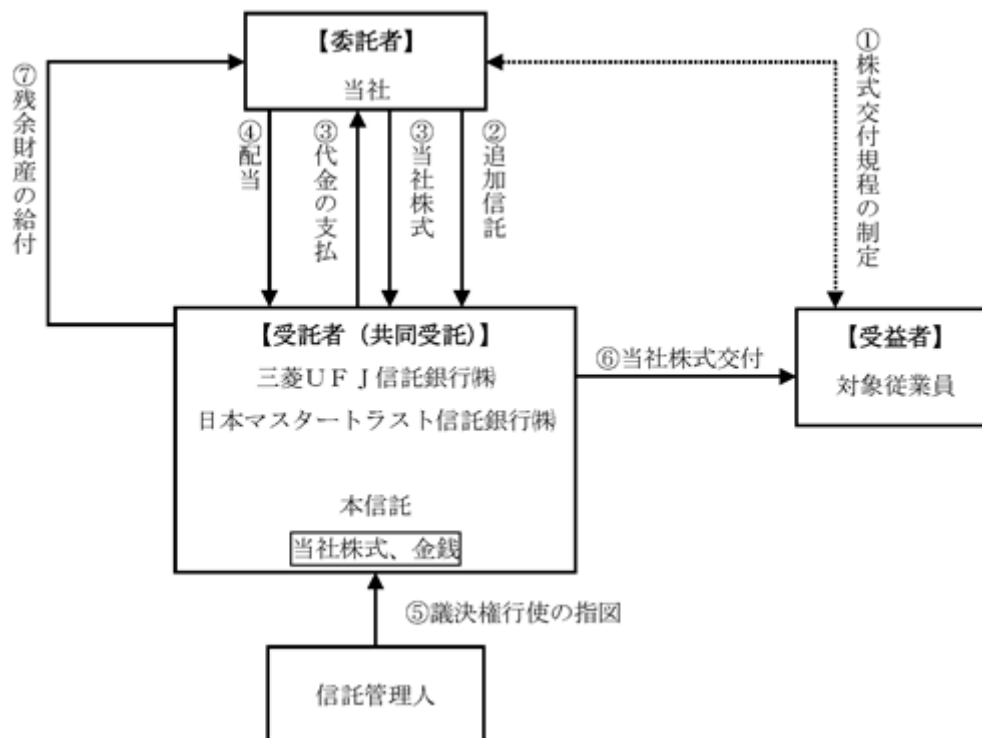 【委託者】
当社
①株式交付規程の制定
⑦残余財産の給付
④配当
③代金の支払
③当社株式
②追加信託
【受託者（共同受託）】
三菱ＵＦＪ信託銀行㈱
日本マスタートラスト信託銀行㈱
本信託
当社株式、金銭
⑥当社株式交付
【受益者】
対象従業員
⑤議決権行使の指図
信託管理人